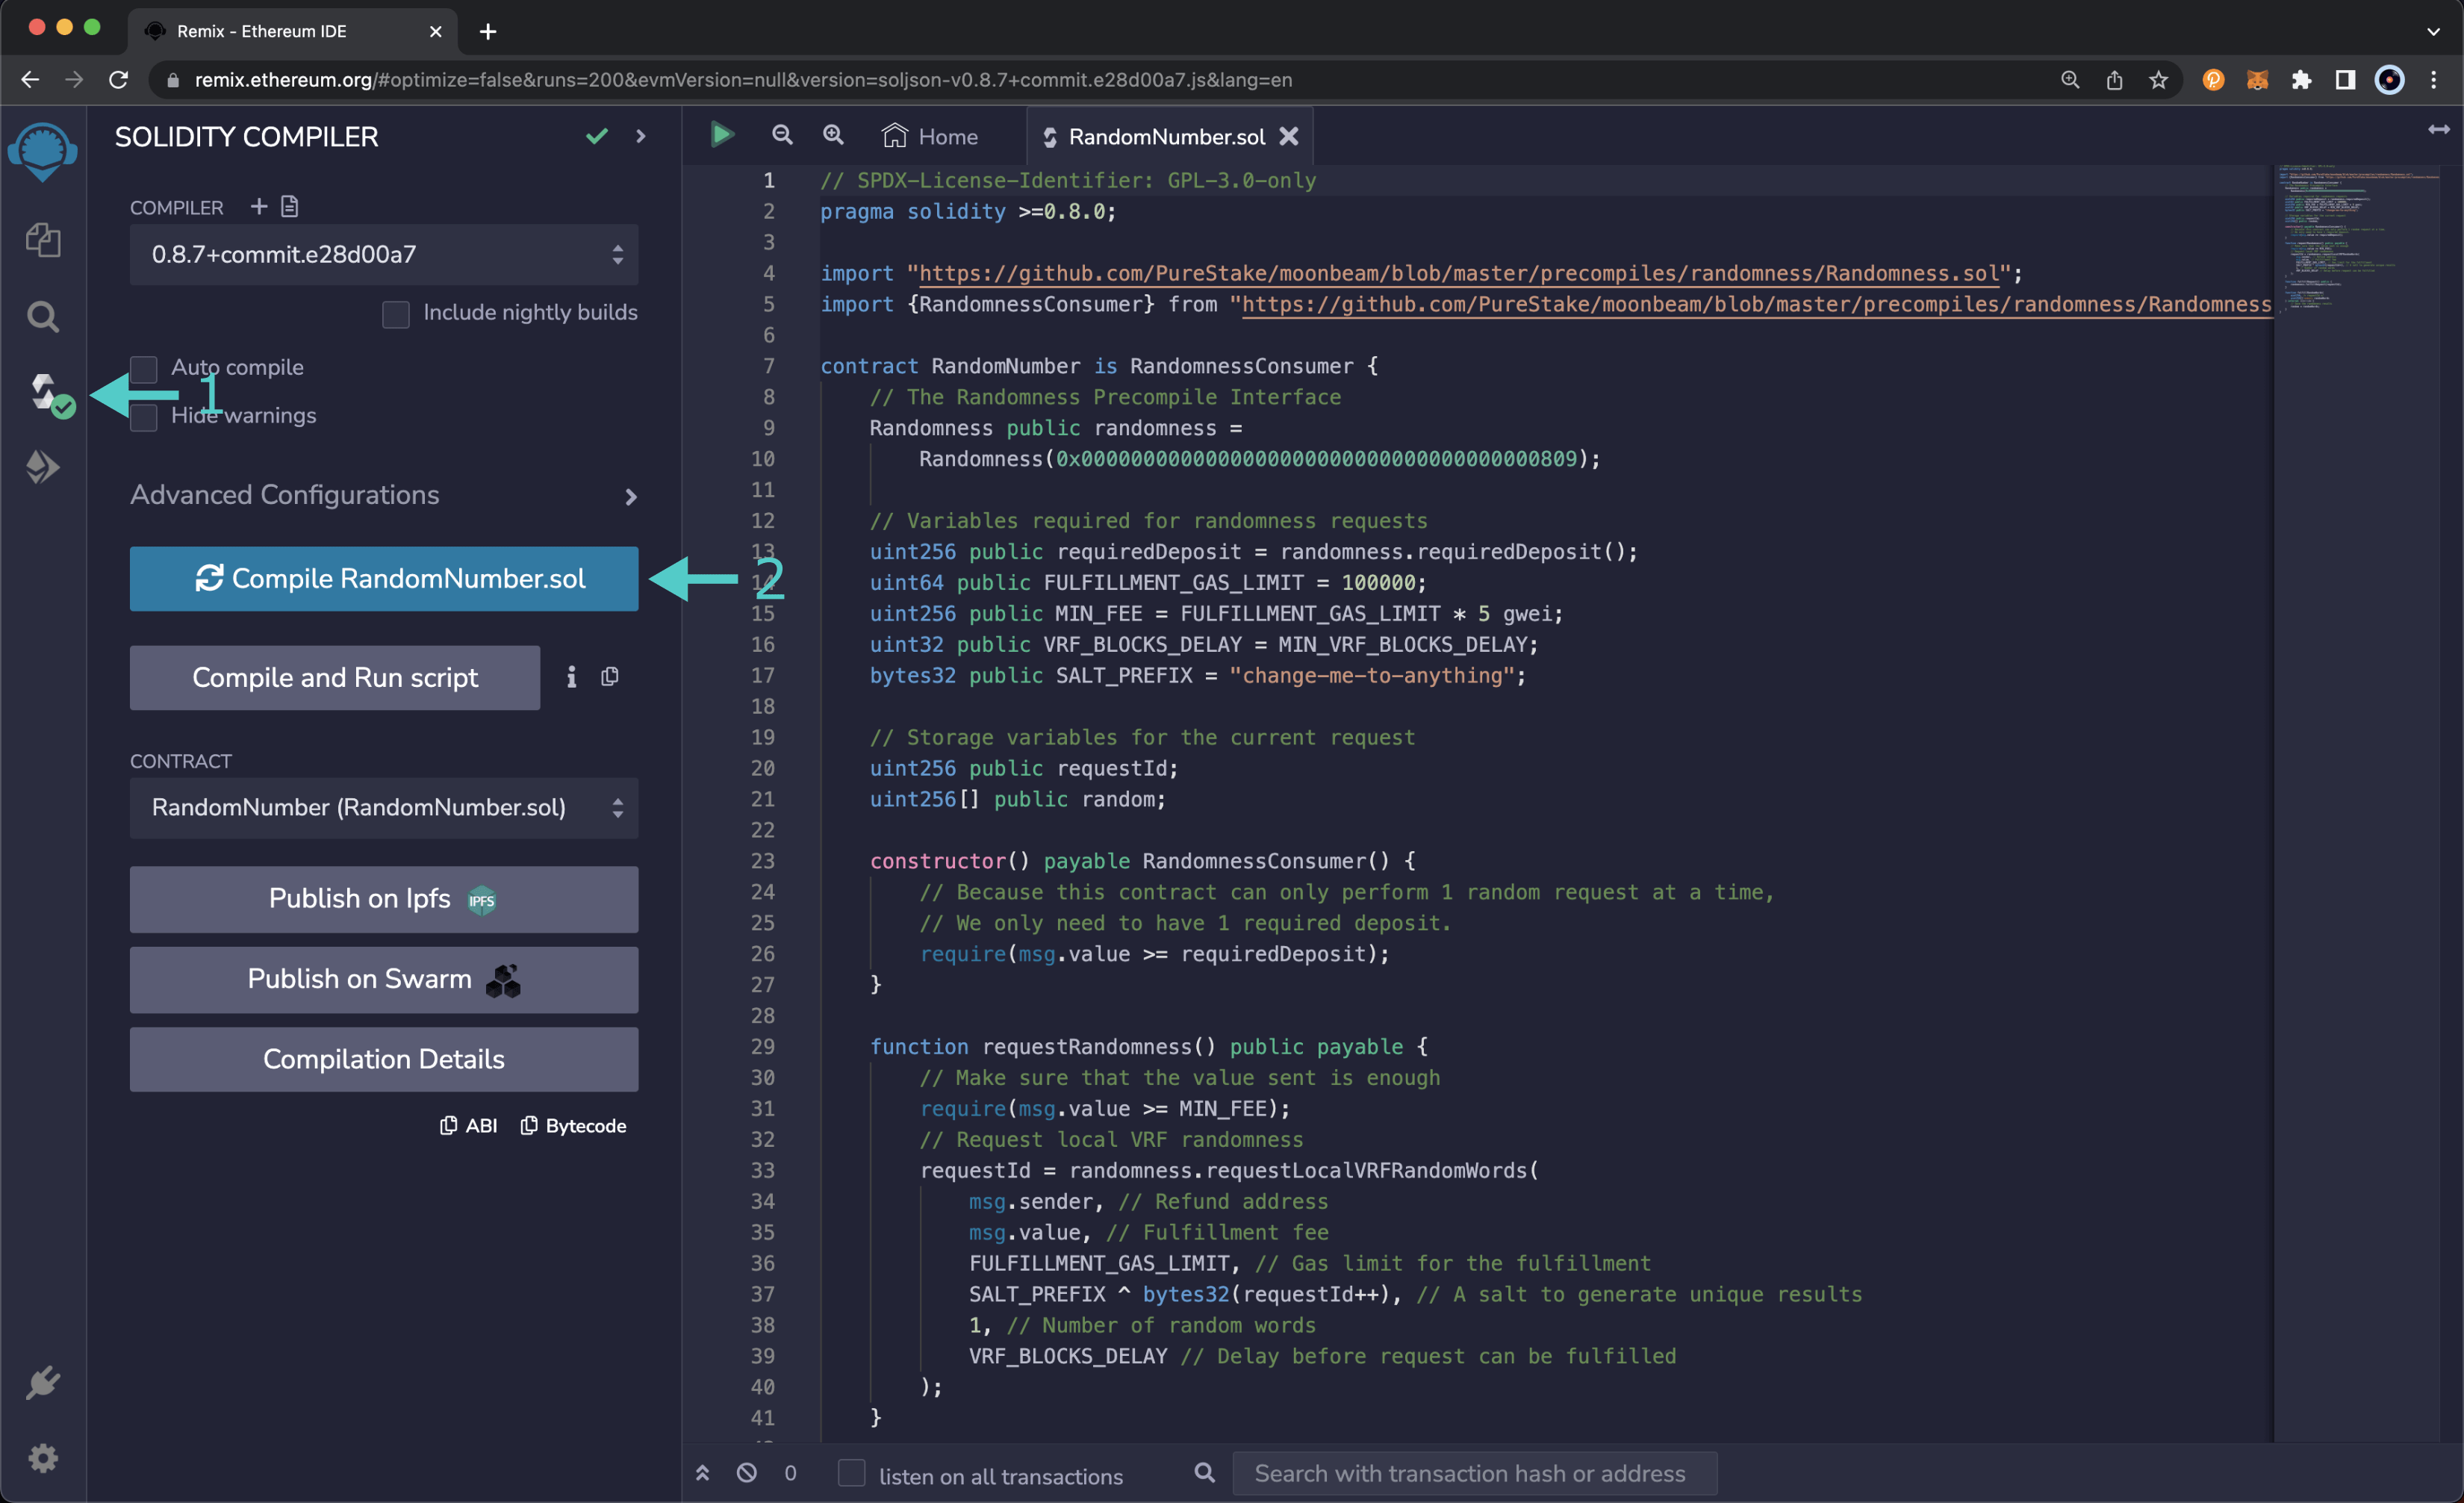 Remix - Ethereum IDE
remix.ethereum.org/#optimize=false&runs=200&evmVersion=null&version=soljson-v0.8.7+commit.e28d00a7.js&lang=en
SOLIDITY COMPILER
COMPILER
0.8.7+commit.e28d00a7
Include nightly builds
Auto compile
1
Hide warnings
Advanced Configurations
Compile RandomNumber.sol
2
Compile and Run script
CONTRACT
RandomNumber (RandomNumber.sol)
Publish on Ipfs IPFS
Publish on Swarm
Compilation Details
ABI Bytecode
Home
RandomNumber.sol
1 // SPDX-License-Identifier: GPL-3.0-only
2 pragma solidity >=0.8.0;
3
4 import "https://github.com/PureStake/moonbeam/blob/master/precompiles/randomness/Randomness.sol";
5 import {RandomnessConsumer} from "https://github.com/PureStake/moonbeam/blob/master/precompiles/randomness/Randomness
6
7 contract RandomNumber is RandomnessConsumer {
8 // The Randomness Precompile Interface
9 Randomness public randomness =
10 Randomness(0x0000000000000000000000000000000000000809);
11
12 // Variables required for randomness requests
13 uint256 public requiredDeposit = randomness.requiredDeposit();
14 uint64 public FULFILLMENT_GAS_LIMIT = 100000;
15 uint256 public MIN_FEE = FULFILLMENT_GAS_LIMIT * 5 gwei;
16 uint32 public VRF_BLOCKS_DELAY = MIN_VRF_BLOCKS_DELAY;
17 bytes32 public SALT_PREFIX = "change-me-to-anything";
18
19 // Storage variables for the current request
20 uint256 public requestId;
21 uint256[] public random;
22
23 constructor() payable RandomnessConsumer() {
24 // Because this contract can only perform 1 random request at a time,
25 // We only need to have 1 required deposit.
26 require(msg.value >= requiredDeposit);
27 }
28
29 function requestRandomness() public payable {
30 // Make sure that the value sent is enough
31 require(msg.value >= MIN_FEE);
32 // Request local VRF randomness
33 requestId = randomness.requestLocalVRFRandomWords(
34 msg.sender, // Refund address
35 msg.value, // Fulfillment fee
36 FULFILLMENT_GAS_LIMIT, // Gas limit for the fulfillment
37 SALT_PREFIX ^ bytes32(requestId++), // A salt to generate unique results
38 1, // Number of random words
39 VRF_BLOCKS_DELAY // Delay before request can be fulfilled
40 );
41 }
0 listen on all transactions
Search with transaction hash or address